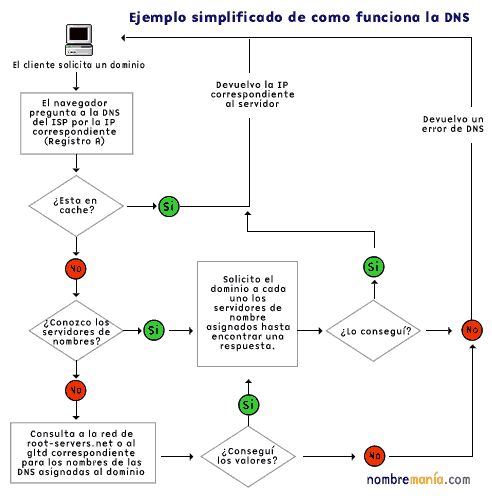 Ejemplo simplificado de como funciona la DNS
El cliente solicita un dominio
El navegador
pregunta a la DNS
del ISP por la IP
correspondiente
(Registro A)
Devuelvo la IP
correspondiente
al servidor
Devuelvo un
error de DNS
¿Esta en
cache?
Si
No
Si
¿Conozco los
servidores de
nombres?
Si
Solicito el
dominio a cada
uno los
servidores de
nombre
asignados hasta
encontrar una
respuesta.
¿Lo conseguí?
No
No
Si
Consulta a la red de
root-servers.net o al
gltd correspondiente
para los nombres de las
DNS asignadas al dominio
¿Conseguí
los valores?
No
nombremanía.com